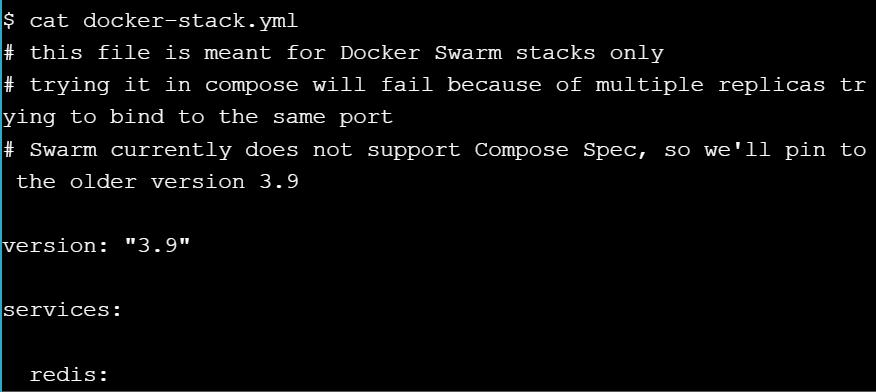 $ cat docker-stack.yml
# this file is meant for Docker Swarm stacks only
# trying it in compose will fail because of multiple replicas tr
ying to bind to the same port
# Swarm currently does not support Compose Spec, so we'll pin to
 the older version 3.9

version: "3.9"

services:

  redis: